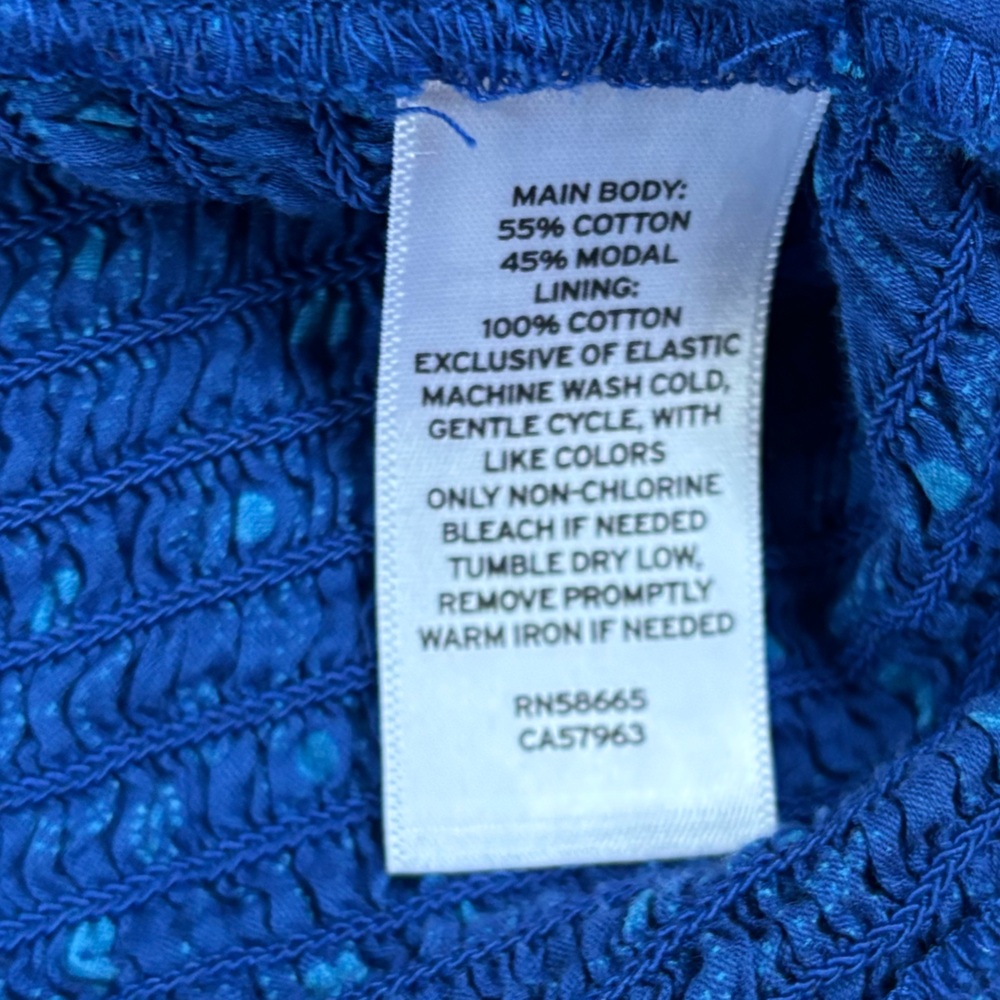 MAIN BODY:
55% COTTON
45% MODAL
LINING:
100% COTTON
EXCLUSIVE OF ELASTIC
MACHINE WASH COLD,
GENTLE CYCLE, WITH
LIKE COLORS
ONLY NON-CHLORINE
BLEACH IF NEEDED
TUMBLE DRY LOW,
REMOVE PROMPTLY
WARM IRON IF NEEDED
RN58665
CA57963